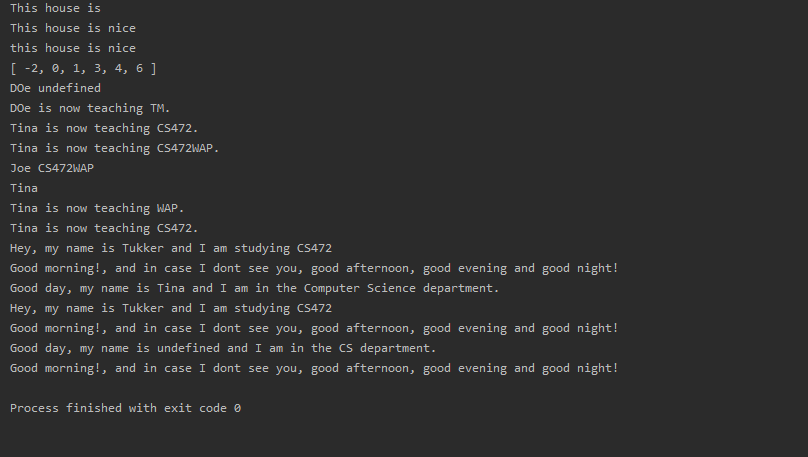 This house is
This house is nice
this house is nice
[ -2, 0, 1, 3, 4, 6 ]
DOe undefined
DOe is now teaching TM.
Tina is now teaching CS472.
Tina is now teaching CS472WAP.
Joe CS472WAP
Tina
Tina is now teaching WAP.
Tina is now teaching CS472.
Hey, my name is Tukker and I am studying CS472
Good morning!, and in case I dont see you, good afternoon, good evening and good night!
Good day, my name is Tina and I am in the Computer Science department.
Hey, my name is Tukker and I am studying CS472
Good morning!, and in case I dont see you, good afternoon, good evening and good night!
Good day, my name is undefined and I am in the CS department.
Good morning!, and in case I dont see you, good afternoon, good evening and good night!
Process finished with exit code 0